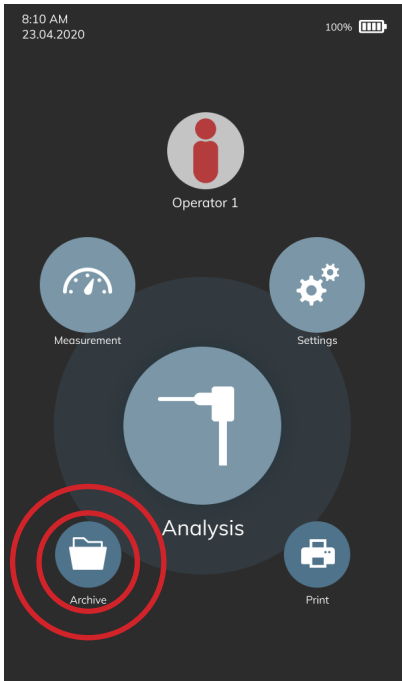 8:10 AM
23.04.2020
100%
Operator 1
Measurement
Settings
Analysis
Archive
Print